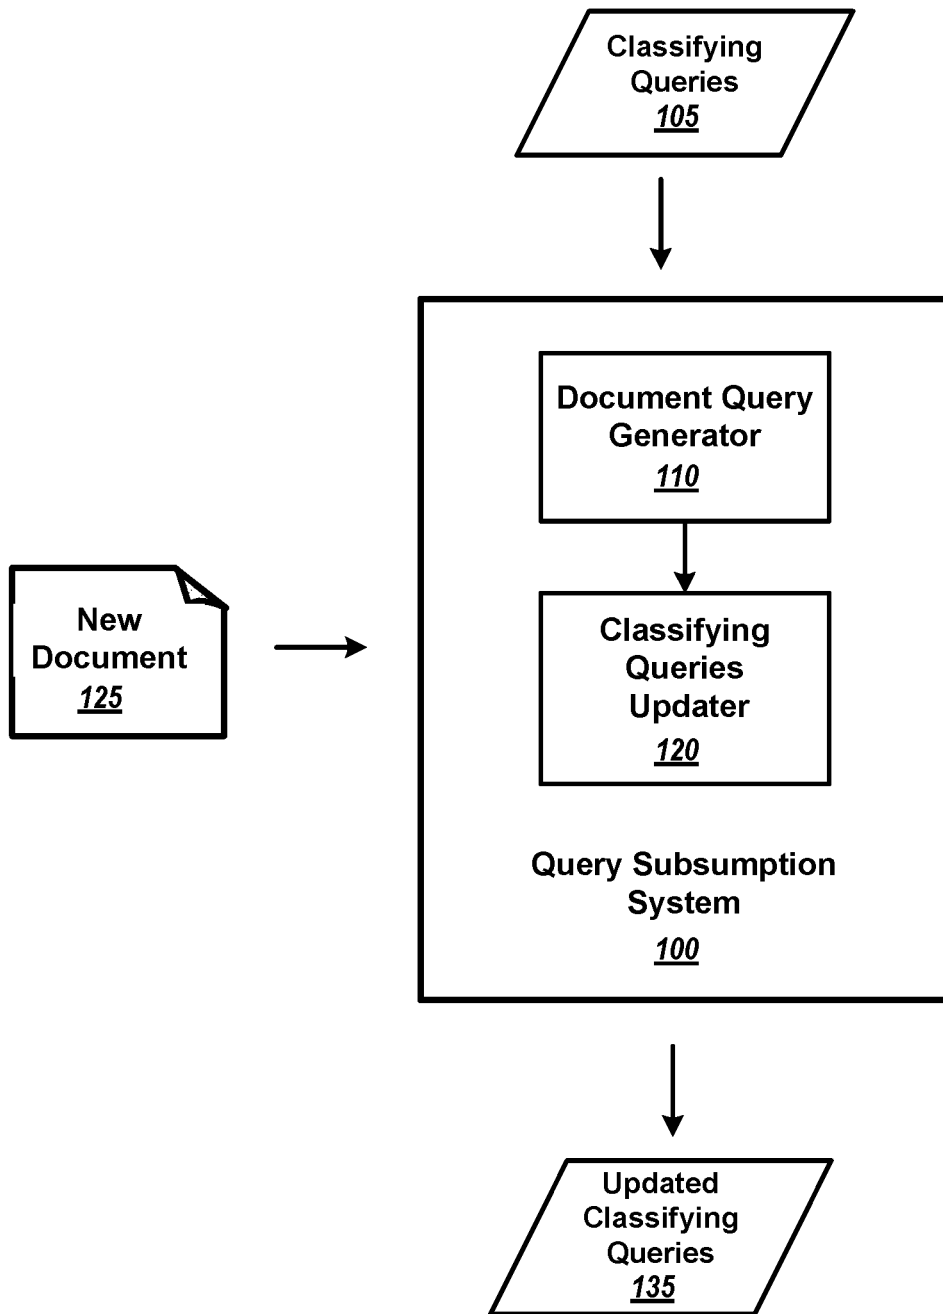 Classifying
Queries
105
Document Query
Generator
110
New
Document
125
Classifying
Queries
Updater
120
Query Subsumption
System
100
Updated
Classifying
Queries
135